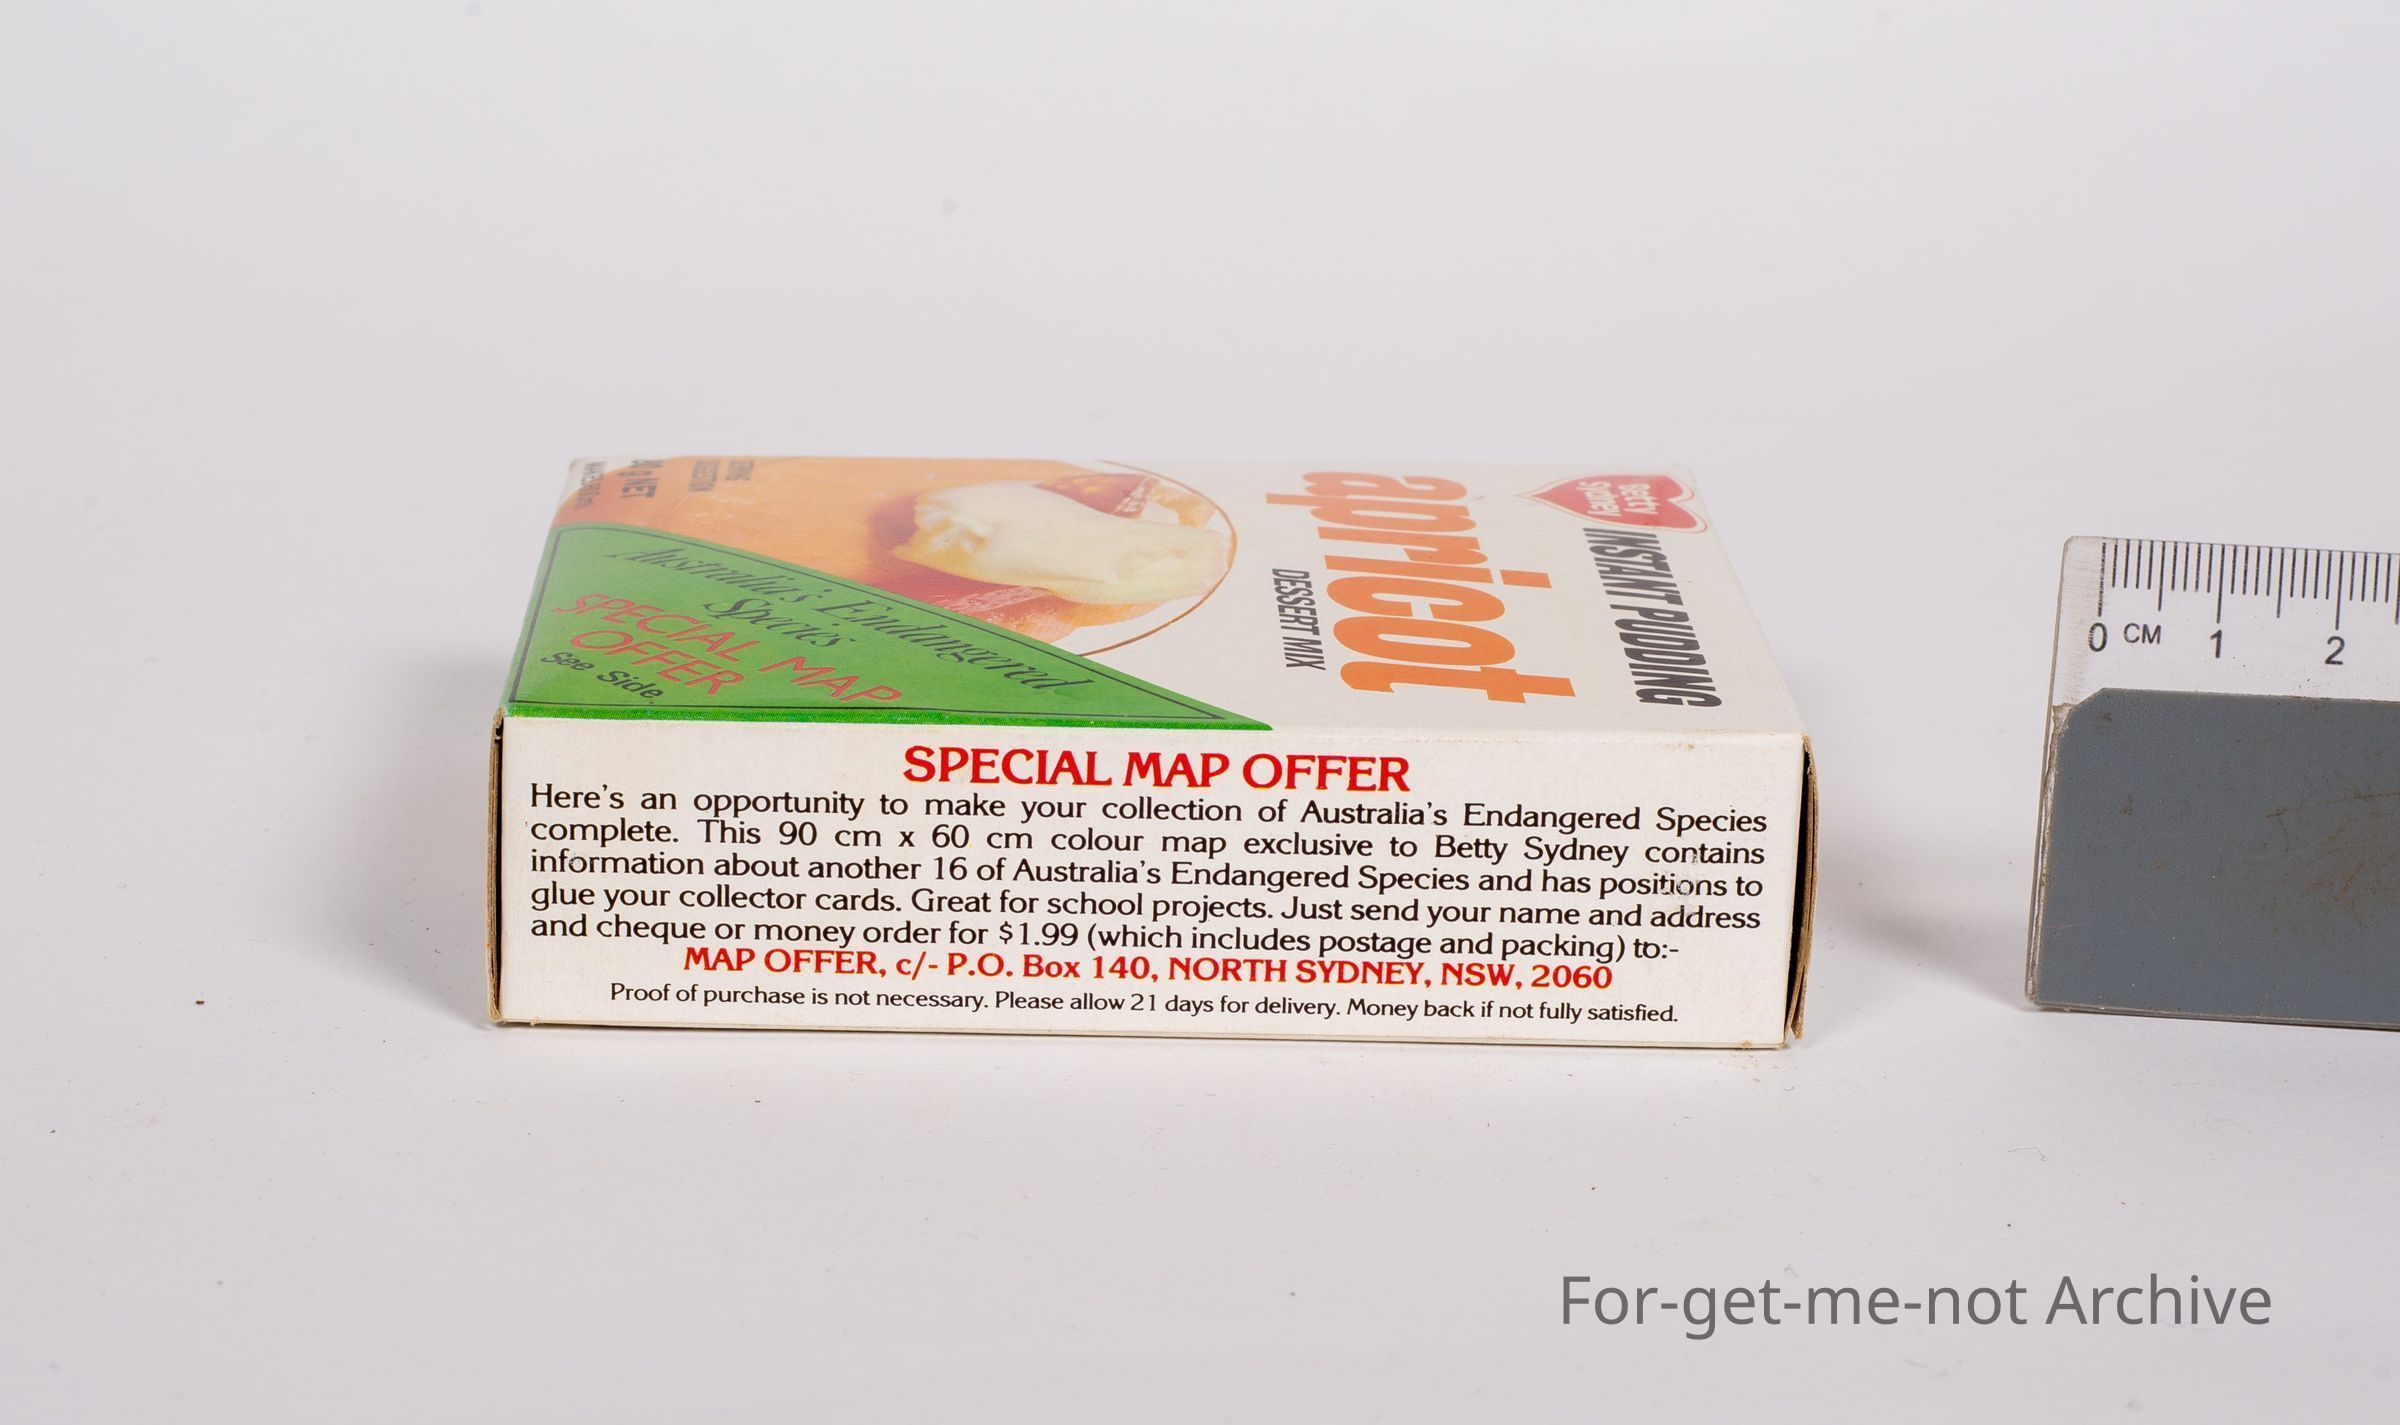 Betty
Sydney
INSTANT PUDDING
apricot
DESSERT MIX
SERVING
SUGGESTION
g NET
Australia's Endangered
Species
SPECIAL MAP
OFFER
See Side
SPECIAL MAP OFFER
Here's an opportunity to make your collection of Australia's Endangered Species
complete. This 90 cm x 60 cm colour map exclusive to Betty Sydney contains
information about another 16 of Australia's Endangered Species and has positions to
glue your collector cards. Great for school projects. Just send your name and address
and cheque or money order for $1.99 (which includes postage and packing) to:-
MAP OFFER, c/- P.O. Box 140, NORTH SYDNEY, NSW, 2060
Proof of purchase is not necessary. Please allow 21 days for delivery. Money back if not fully satisfied.
0 CM 1 2
For-get-me-not Archive